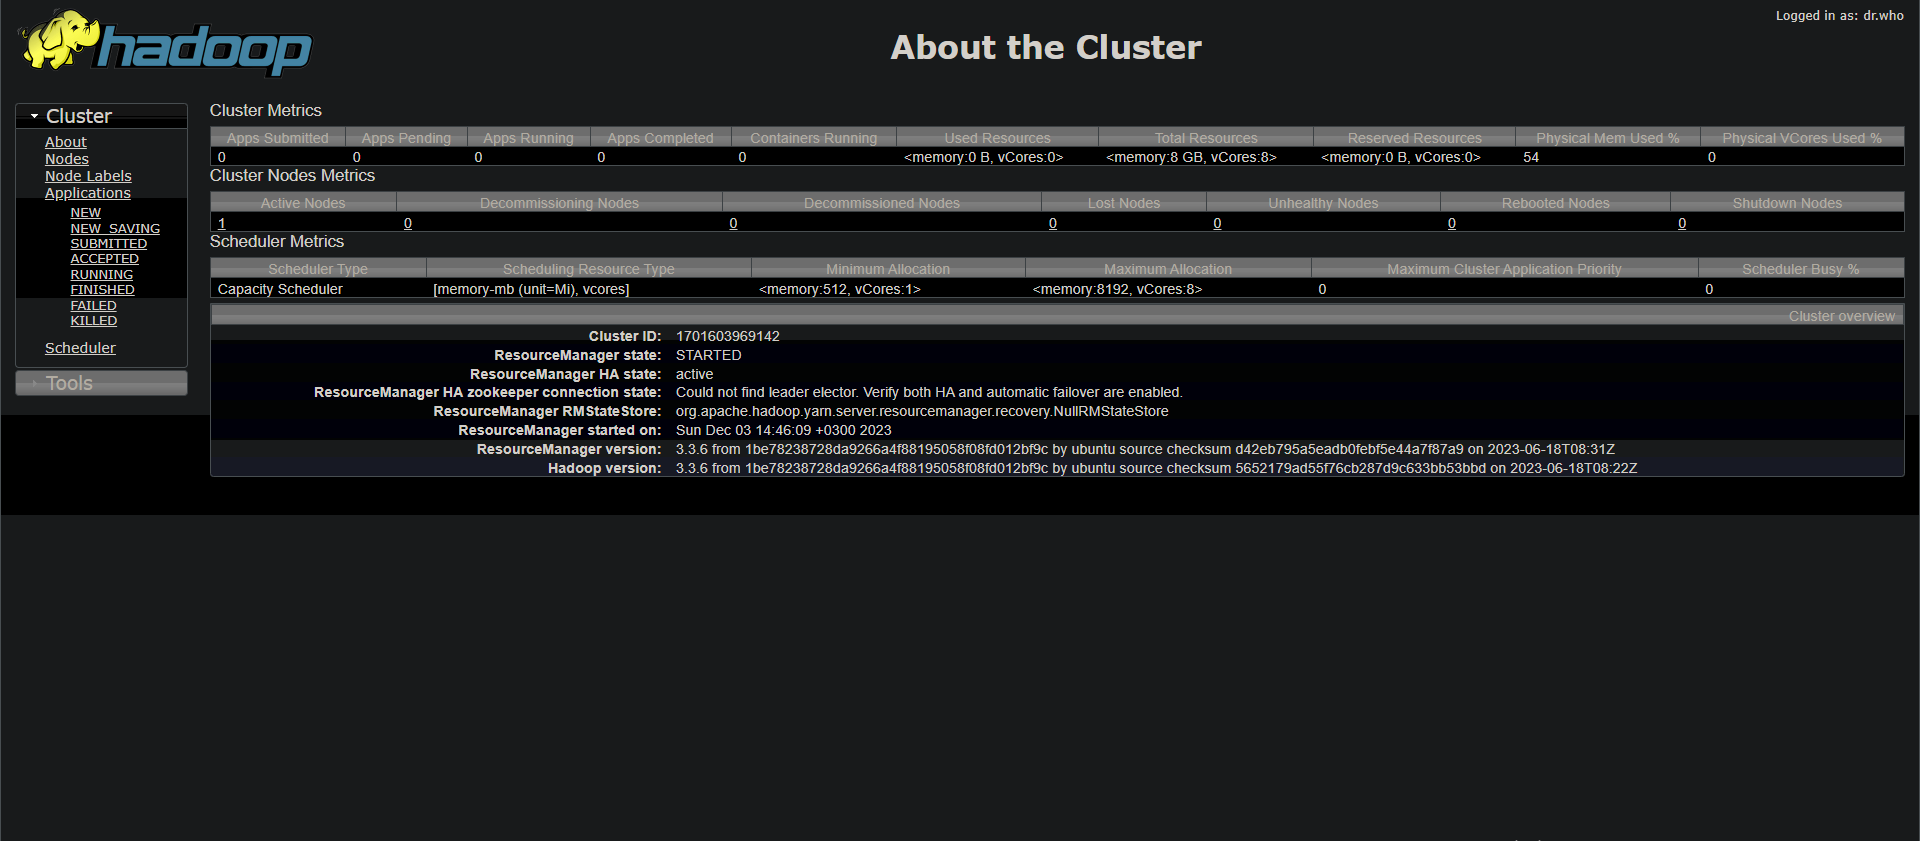 hadoop
Logged in as: dr.who
About the Cluster
Cluster
About
Nodes
Node Labels
Applications
NEW
NEW_SAVING
SUBMITTED
ACCEPTED
RUNNING
FINISHED
FAILED
KILLED
Scheduler
Tools
Cluster Metrics
Apps Submitted Apps Pending Apps Running Apps Completed Containers Running Used Resources Total Resources Reserved Resources Physical Mem Used % Physical VCores Used %
0 0 0 0 0 <memory:0 B, vCores:0> <memory:8 GB, vCores:8> <memory:0 B, vCores:0> 54 0
Cluster Nodes Metrics
Active Nodes Decommissioning Nodes Decommissioned Nodes Lost Nodes Unhealthy Nodes Rebooted Nodes Shutdown Nodes
1 0 0 0 0 0 0
Scheduler Metrics
Scheduler Type Scheduling Resource Type Minimum Allocation Maximum Allocation Maximum Cluster Application Priority Scheduler Busy %
Capacity Scheduler [memory-mb (unit=Mi), vcores] <memory:512, vCores:1> <memory:8192, vCores:8> 0 0
Cluster overview
Cluster ID: 1701603969142
ResourceManager state: STARTED
ResourceManager HA state: active
ResourceManager HA zookeeper connection state: Could not find leader elector. Verify both HA and automatic failover are enabled.
ResourceManager RMStateStore: org.apache.hadoop.yarn.server.resourcemanager.recovery.NullRMStateStore
ResourceManager started on: Sun Dec 03 14:46:09 +0300 2023
ResourceManager version: 3.3.6 from 1be78238728da9266a4f88195058f08fd012bf9c by ubuntu source checksum d42eb795a5eadb0febf5e44a7f87a9 on 2023-06-18T08:31Z
Hadoop version: 3.3.6 from 1be78238728da9266a4f88195058f08fd012bf9c by ubuntu source checksum 5652179ad55f76cb287d9c633bb53bbd on 2023-06-18T08:22Z